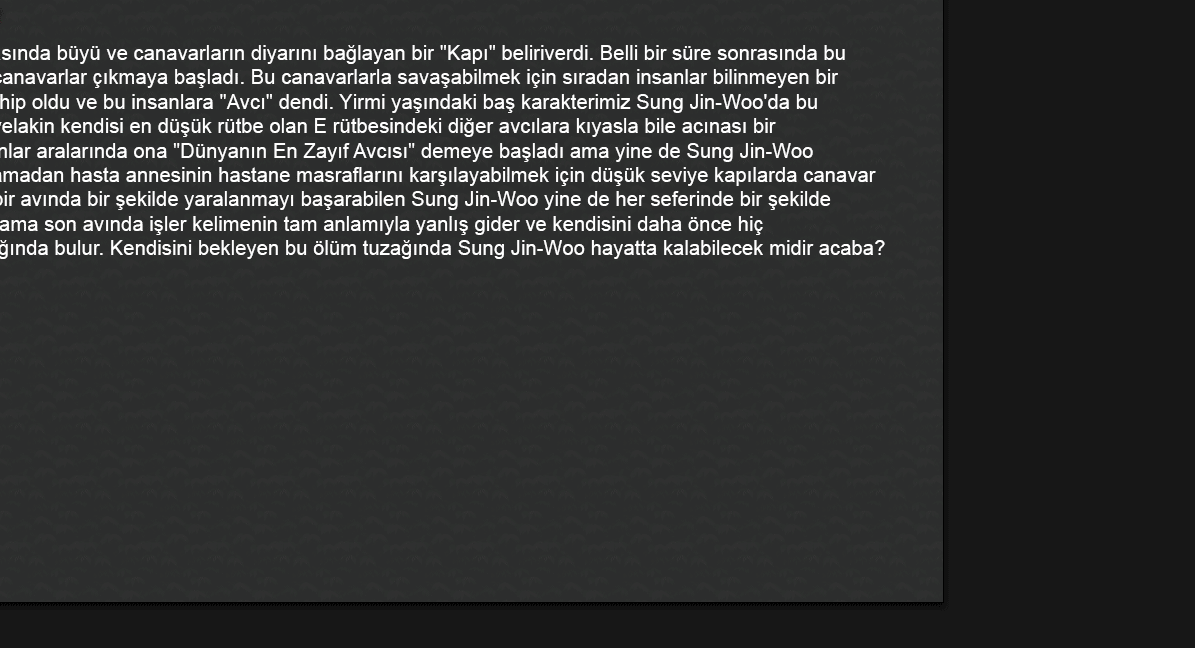 sında büyü ve canavarların diyarını bağlayan bir "Kapı" beliriverdi. Belli bir süre sonrasında bu
canavarlar çıkmaya başladı. Bu canavarlarla savaşabilmek için sıradan insanlar bilinmeyen bir
hip oldu ve bu insanlara "Avcı" dendi. Yirmi yaşındaki baş karakterimiz Sung Jin-Woo'da bu
velakin kendisi en düşük rütbe olan E rütbesindeki diğer avcılara kıyasla bile acınası bir
nlar aralarında ona "Dünyanın En Zayıf Avcısı" demeye başladı ama yine de Sung Jin-Woo
amadan hasta annesinin hastane masraflarını karşılayabilmek için düşük seviye kapılarda canavar
bir avında bir şekilde yaralanmayı başarabilen Sung Jin-Woo yine de her seferinde bir şekilde
ama son avında işler kelimenin tam anlamıyla yanlış gider ve kendisini daha önce hiç
ğında bulur. Kendisini bekleyen bu ölüm tuzağında Sung Jin-Woo hayatta kalabilecek midir acaba?